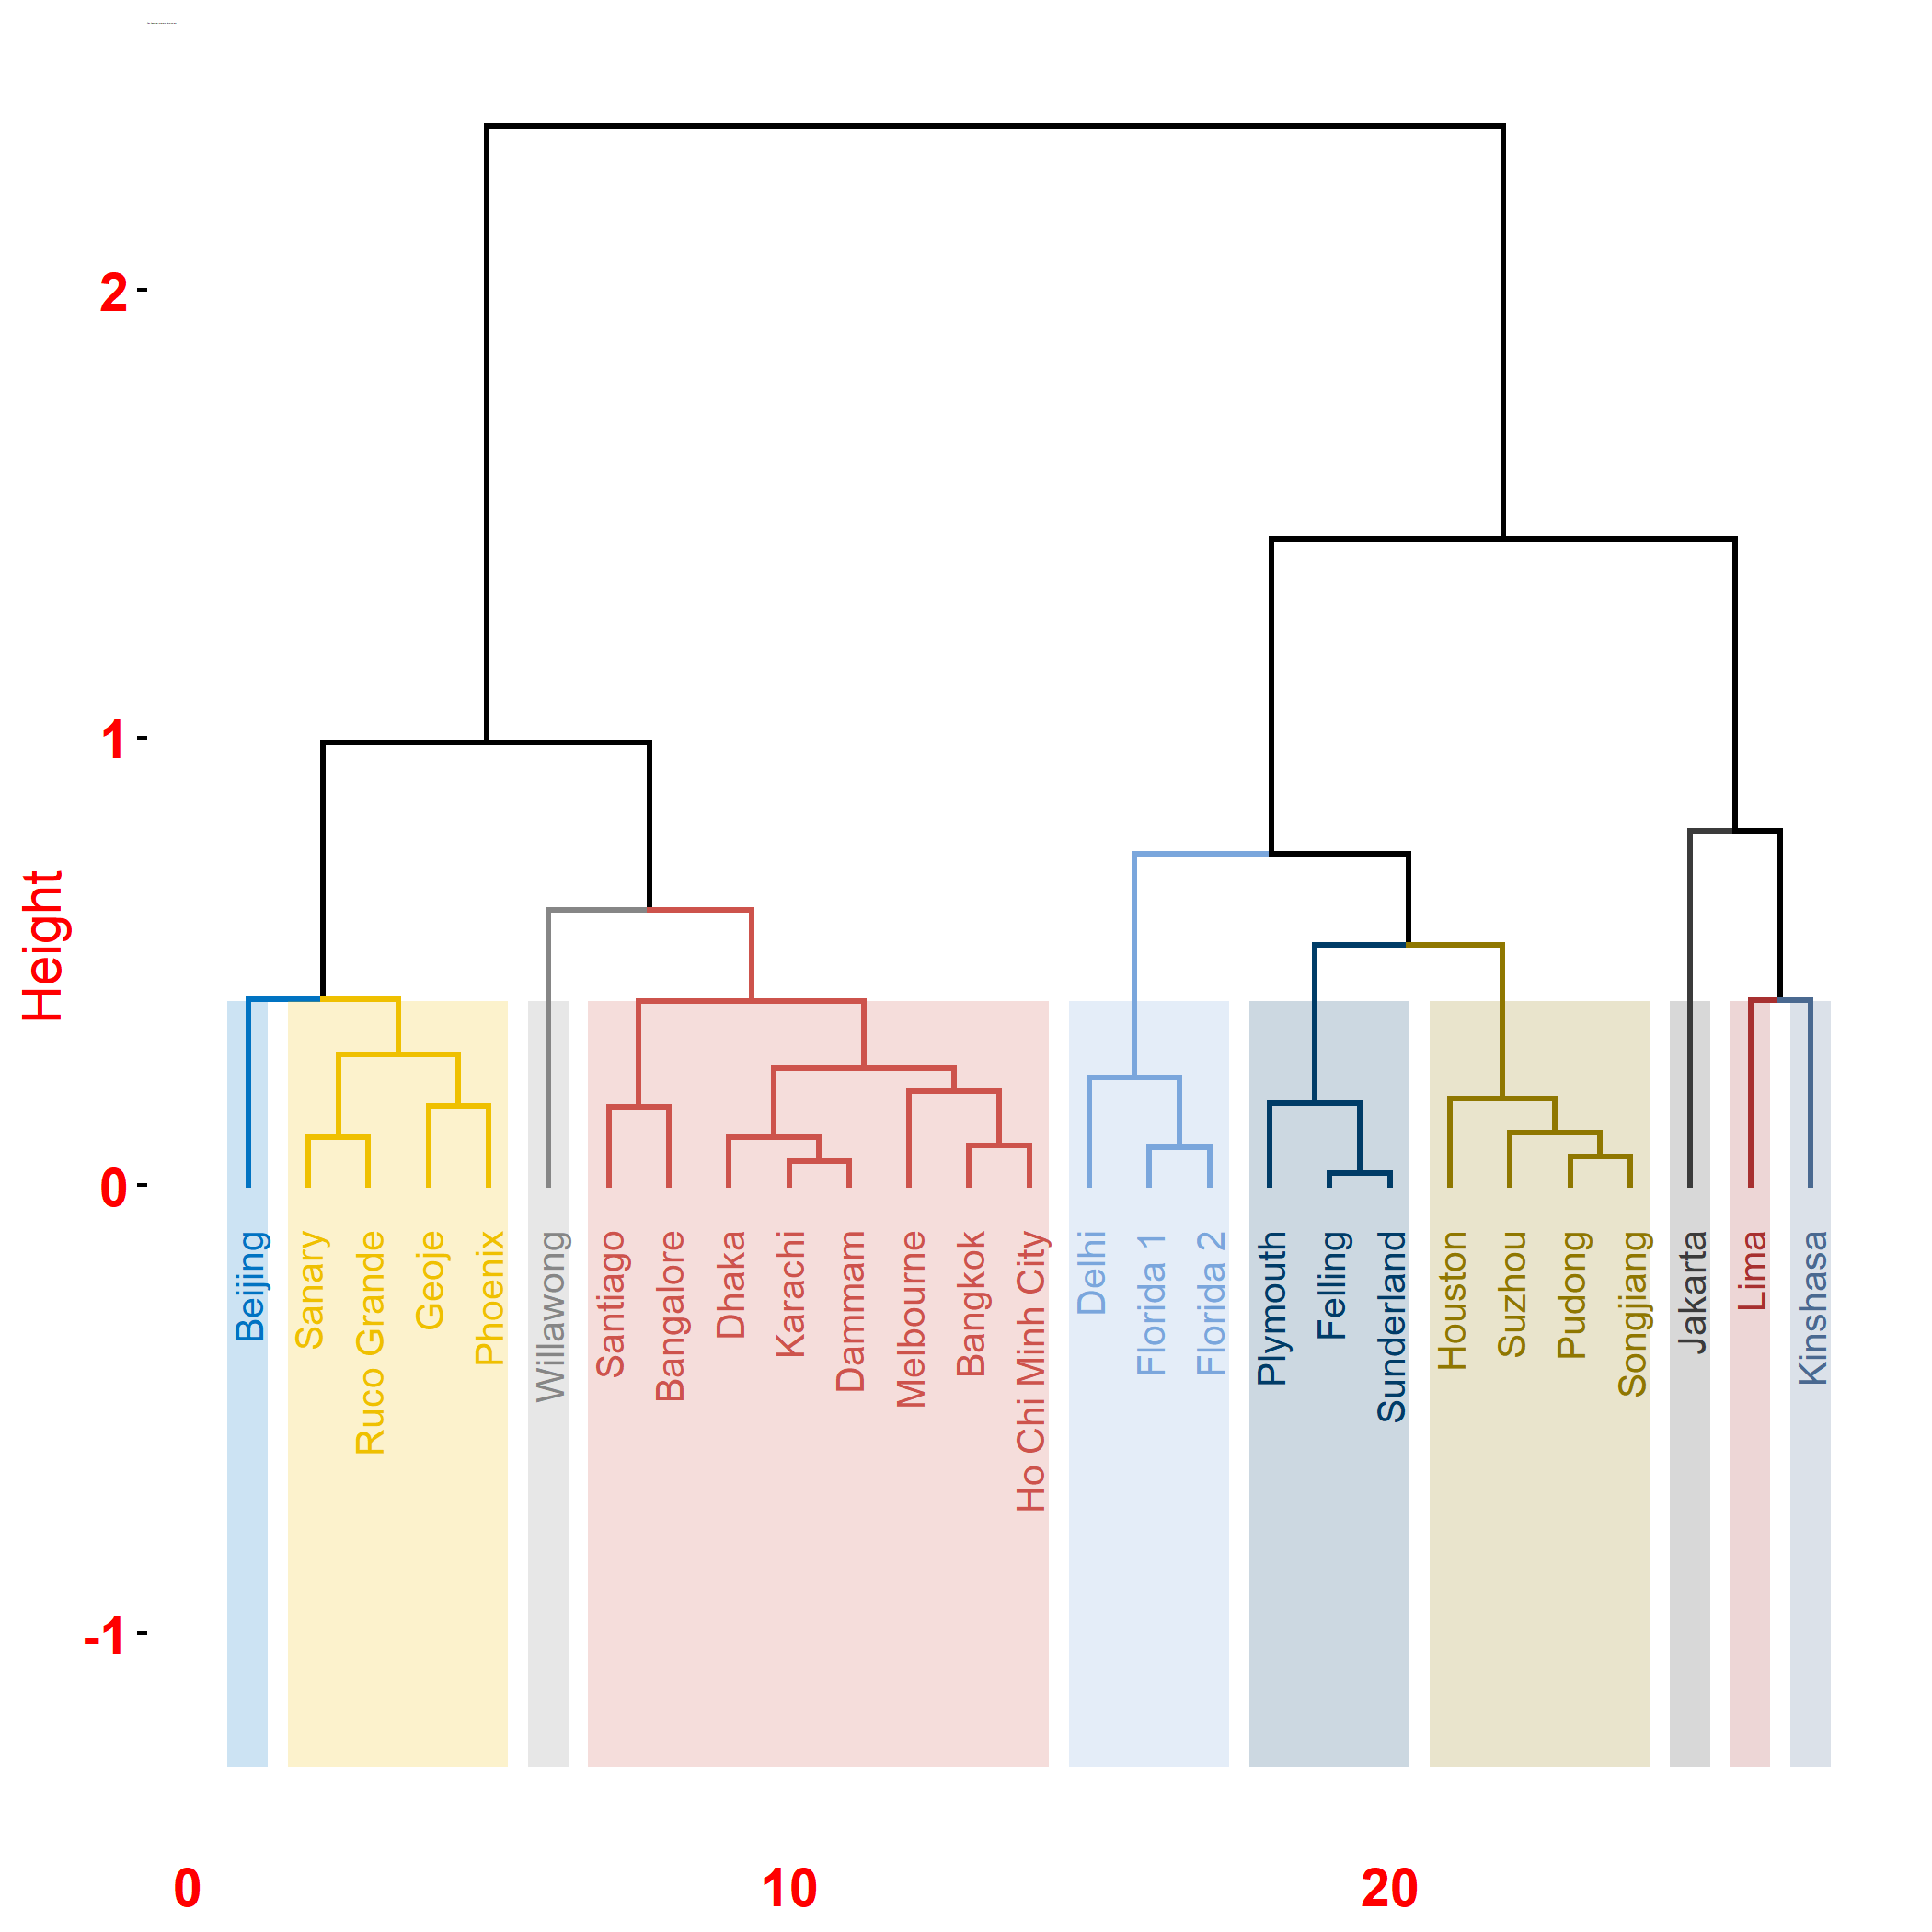 2
1
0
-1
Height
Beijing
Sanary
Ruco Grande
Geoje
Phoenix
Willawong
Santiago
Bangalore
Dhaka
Karachi
Dammam
Melbourne
Bangkok
Ho Chi Minh City
Delhi
Florida 1
Florida 2
Plymouth
Felling
Sunderland
Houston
Suzhou
Pudong
Songjiang
Jakarta
Lima
Kinshasa
0
10
20